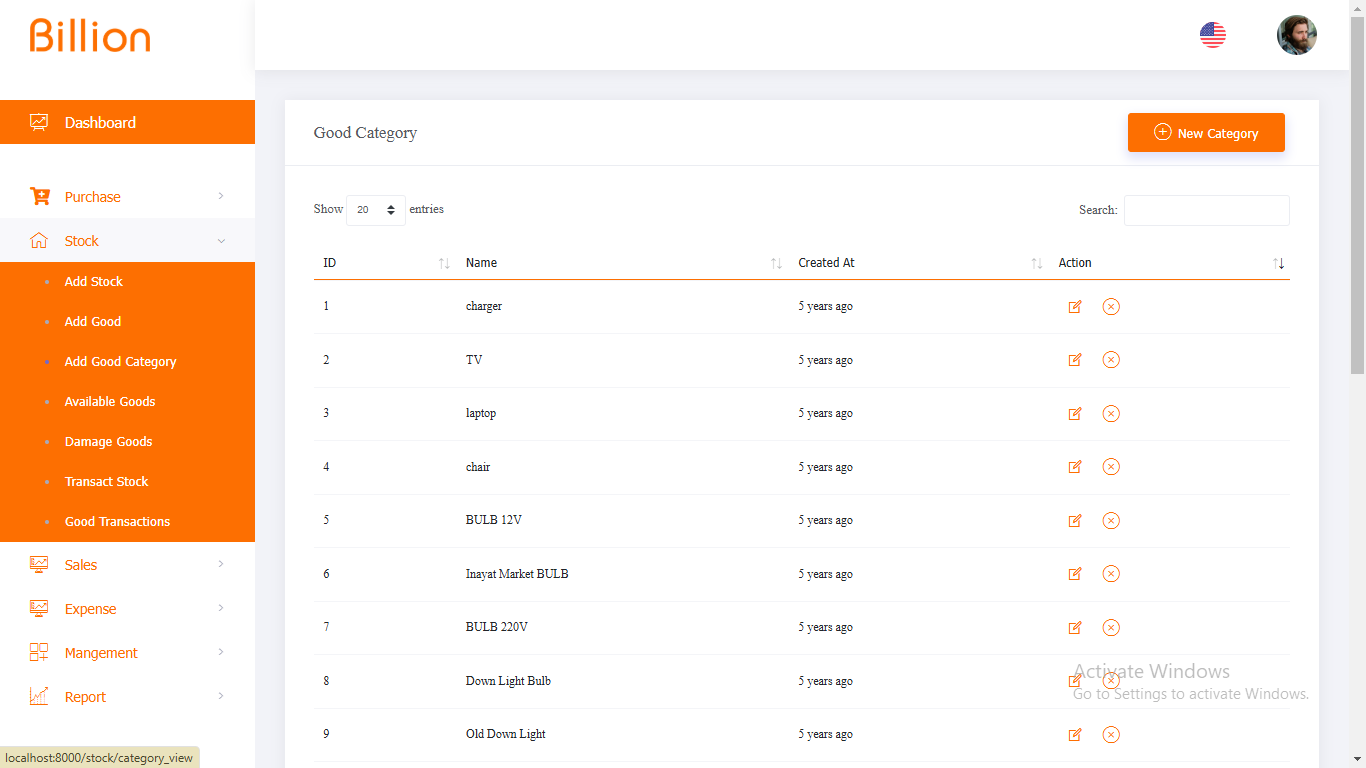 Billion
Dashboard
Purchase
Stock
Add Stock
Add Good
Add Good Category
Available Goods
Damage Goods
Transact Stock
Good Transactions
Sales
Expense
Mangement
Report
Good Category
New Category
Show 20 entries
Search:
ID Name Created At Action
1 charger 5 years ago
2 TV 5 years ago
3 laptop 5 years ago
4 chair 5 years ago
5 BULB 12V 5 years ago
6 Inayat Market BULB 5 years ago
7 BULB 220V 5 years ago
8 Down Light Bulb 5 years ago
9 Old Down Light 5 years ago
Activate Windows
Go to Settings to activate Windows.
localhost:8000/stock/category_view